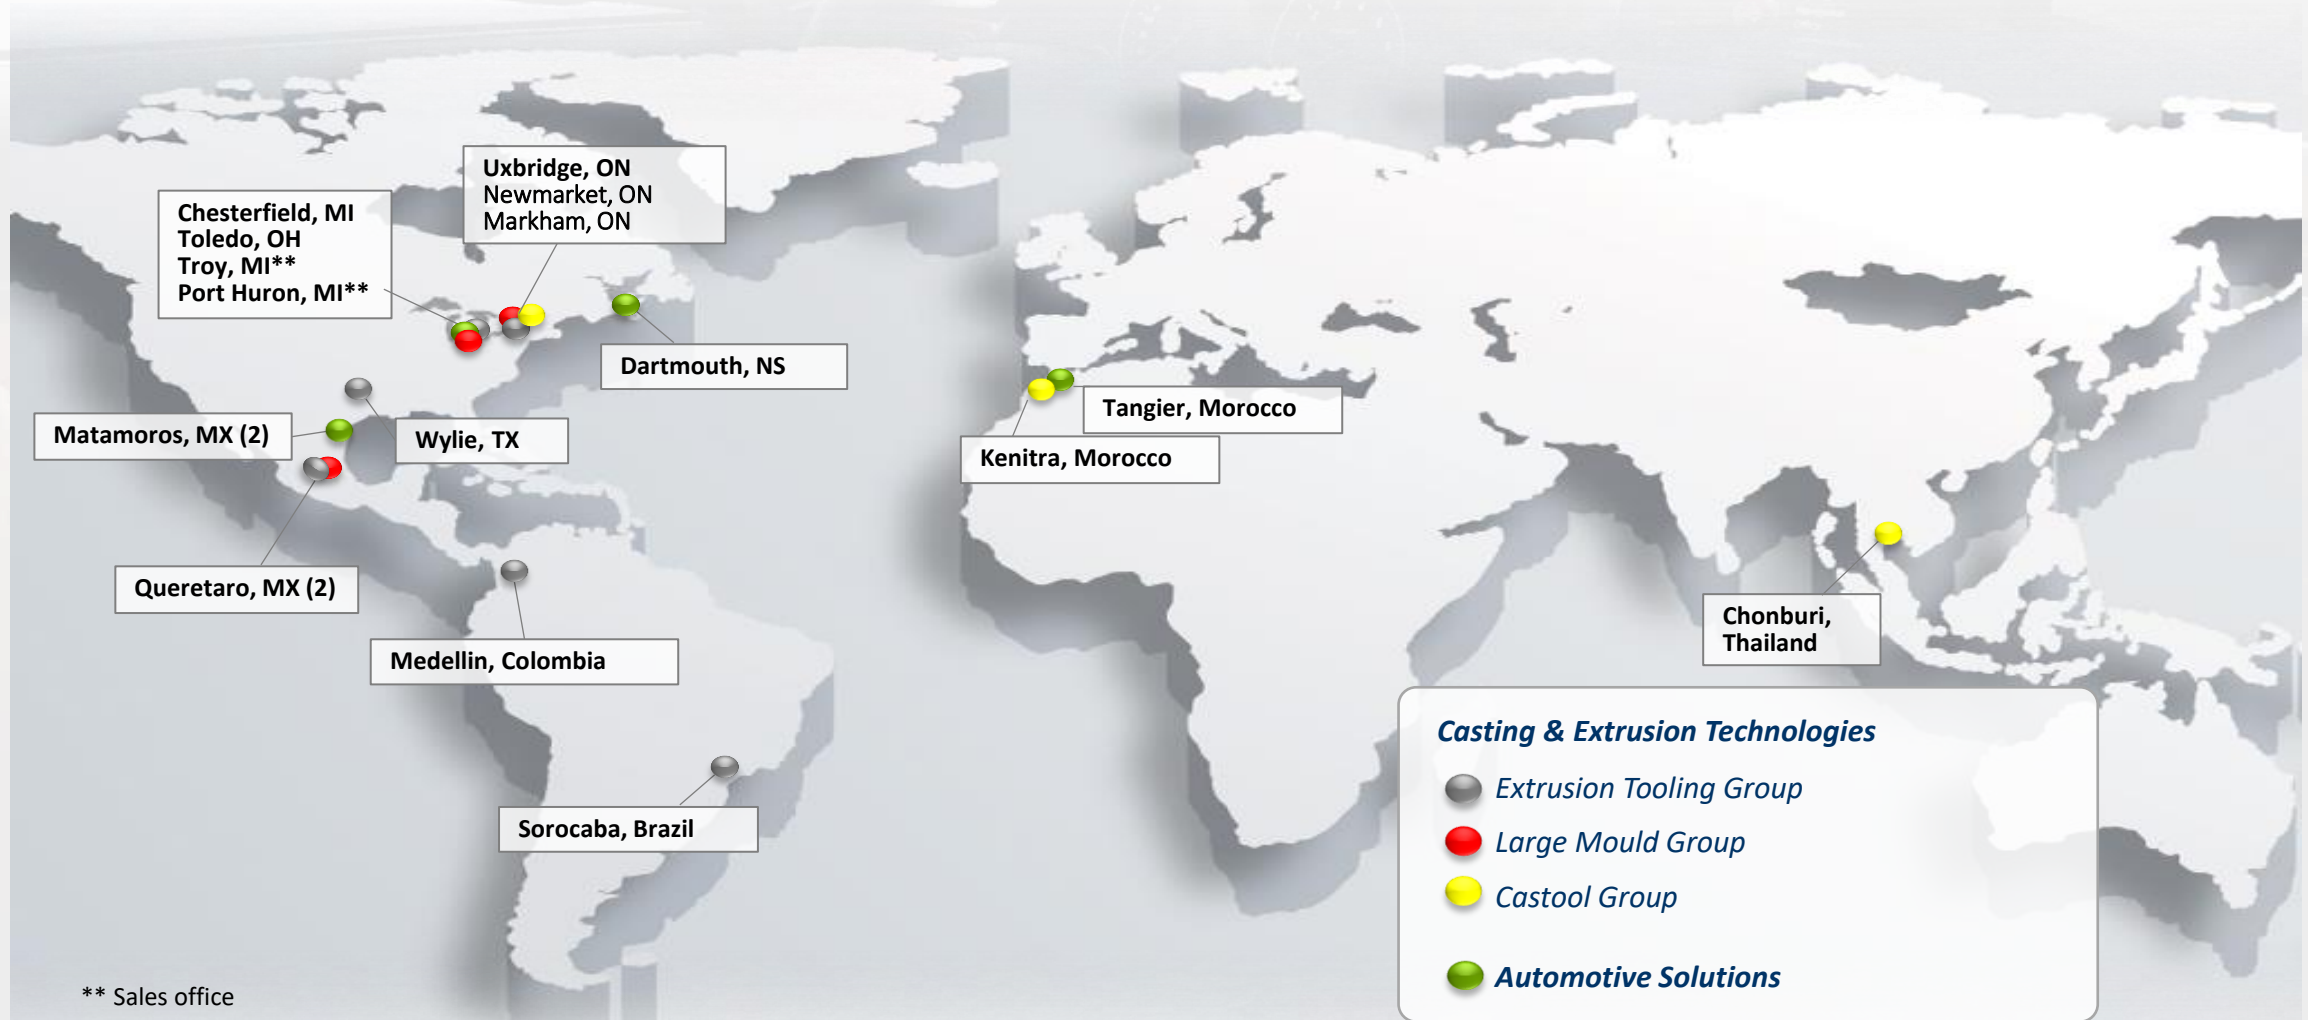 Uxbridge, ON
Newmarket, ON
Markham, ON
Chesterfield, MI
Toledo, OH
Troy, MI**
Port Huron, MI**
Dartmouth, NS
Matamoros, MX (2)
Wylie, TX
Tangier, Morocco
Kenitra, Morocco
Queretaro, MX (2)
Medellin, Colombia
Chonburi,
Thailand
Sorocaba, Brazil
Casting & Extrusion Technologies
Extrusion Tooling Group
Large Mould Group
Castool Group
Automotive Solutions
** Sales office